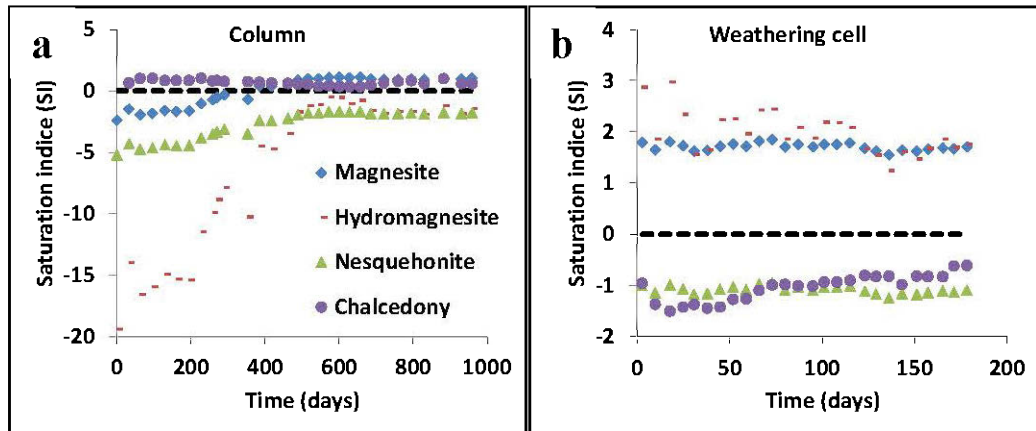 a
Column
5
0
-5
-10
-15
-20
Saturation indice (SI)
Magnesite
Hydromagnesite
Nesquehonite
Chalcedony
0 200 400 600 800 1000
Time (days)
b
Weathering cell
4
3
2
1
0
-1
-2
Saturation indice (SI)
0 50 100 150 200
Time (days)